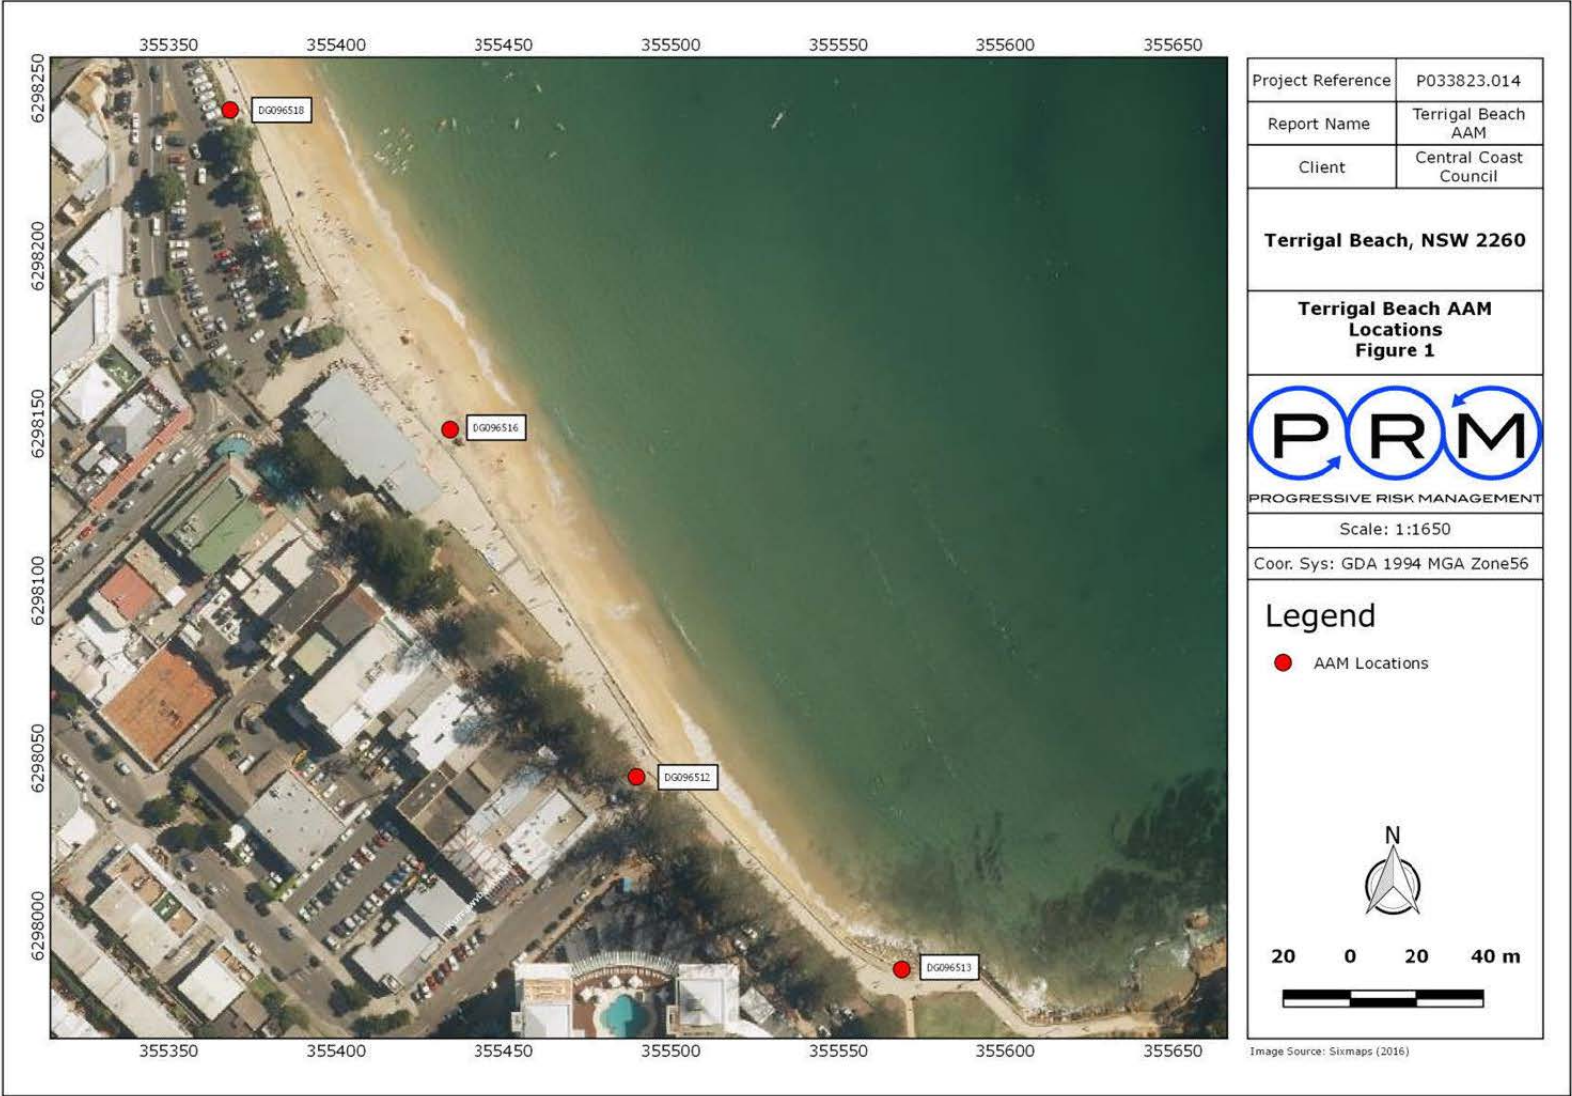 355350 355400 355450 355500 355550 355600 355650
6298250
6298200
6298150
6298100
6298050
6298000
DG096518
DG096516
DG096512
DG096513
355350 355400 355450 355500 355550 355600 355650
Project Reference P033823.014
Report Name Terrigal Beach
AAM
Client Central Coast
Council
Terrigal Beach, NSW 2260
Terrigal Beach AAM
Locations
Figure 1
PRM
PROGRESSIVE RISK MANAGEMENT
Scale: 1:1650
Coor. Sys: GDA 1994 MGA Zone56
Legend
AAM Locations
N
20 0 20 40 m
Image Source: Sixmaps (2016)